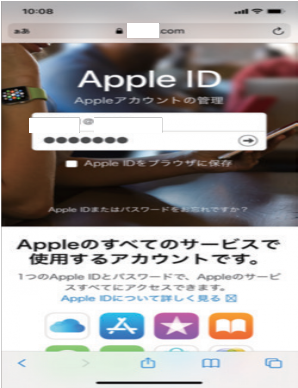 10:08
ぁあ
.com
Apple ID
Appleアカウントの管理
●●●●●●●
Apple IDをブラウザに保存
Apple IDまたはパスワードをお忘れですか?
Appleのすべてのサービスで
使用するアカウントです。
1つのApple IDとパスワードで、Appleのサービ
スすべてにアクセスできます。
Apple IDについて詳しく見る